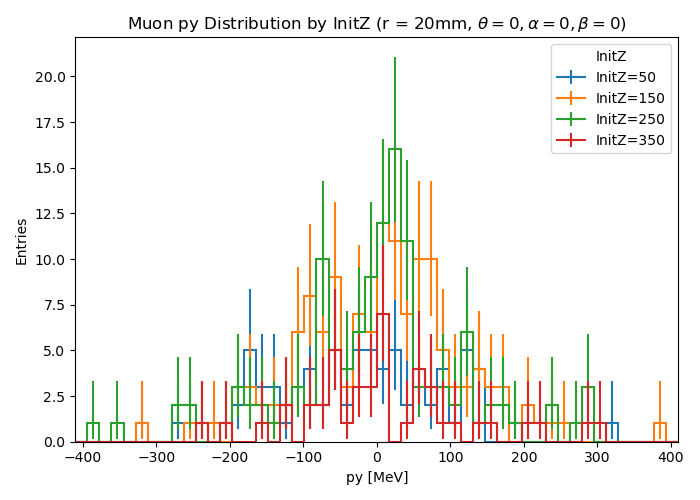 Muon py Distribution by InitZ (r = 20mm, θ = 0, α = 0, β = 0)
InitZ
InitZ=50
InitZ=150
InitZ=250
InitZ=350
20.0
17.5
15.0
12.5
10.0
7.5
5.0
2.5
0.0
Entries
−400 −300 −200 −100 0 100 200 300 400
py [MeV]